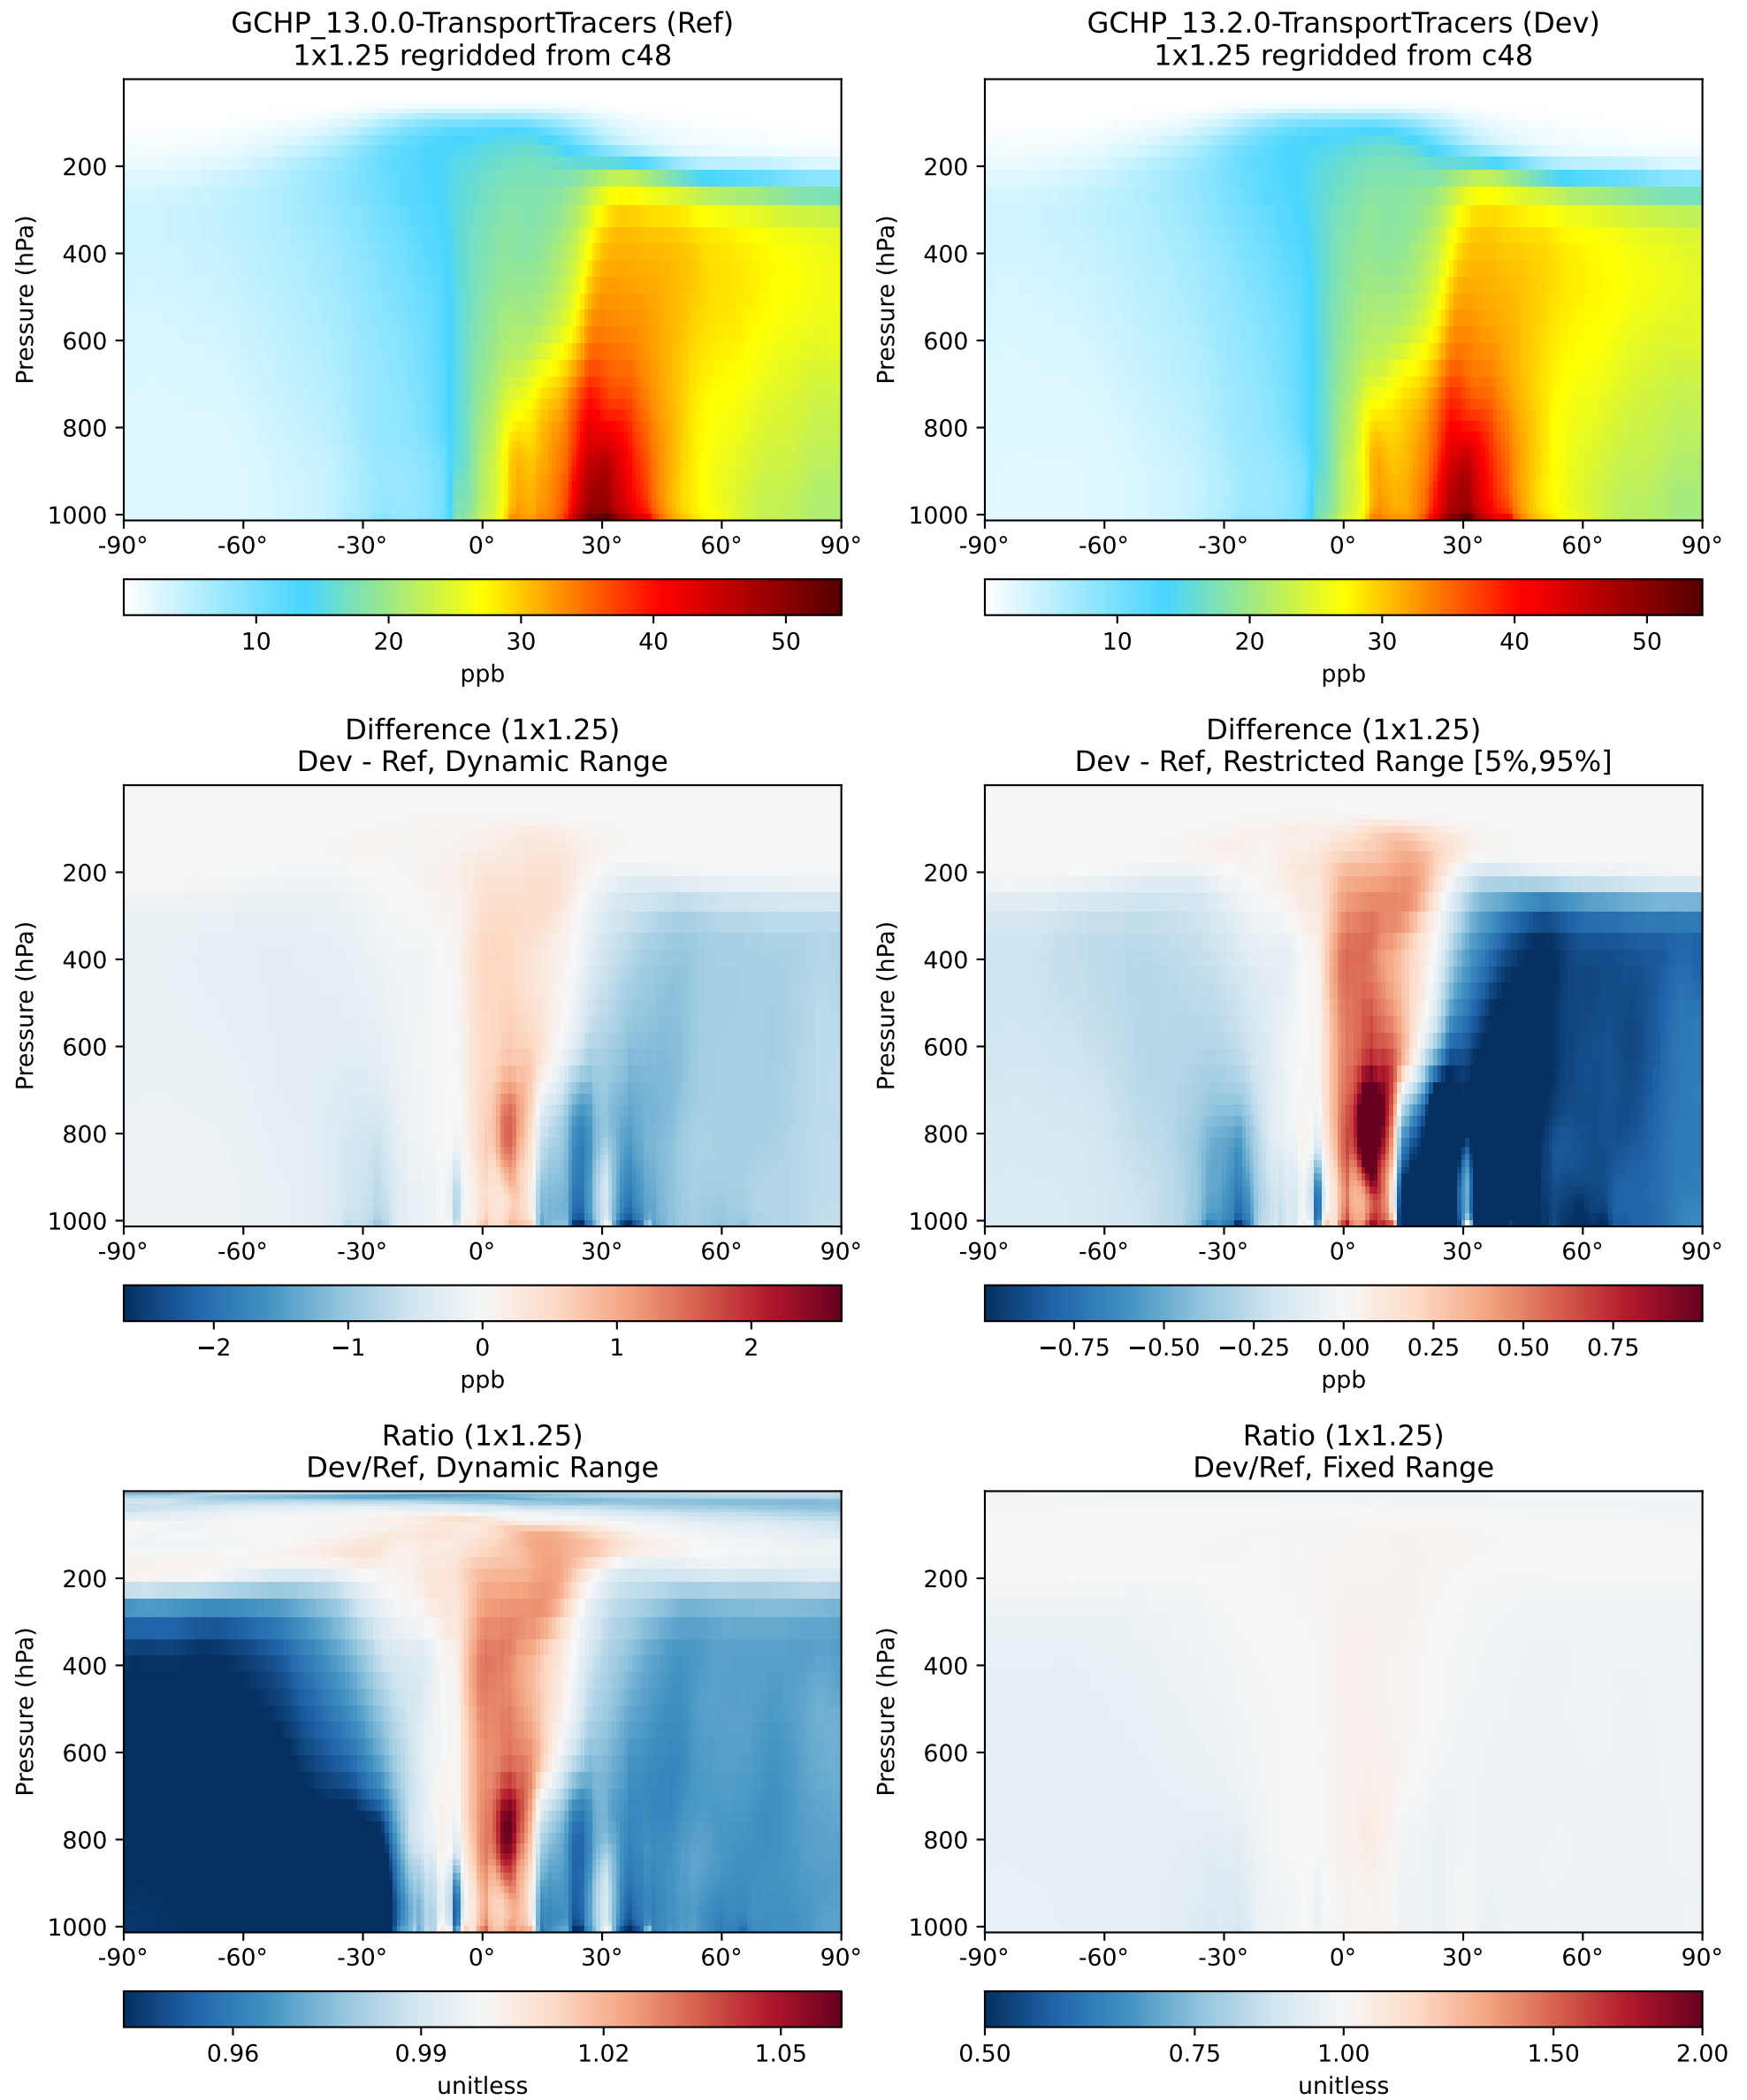 GCHP_13.0.0-TransportTracers (Ref)
1x1.25 regridded from c48
Pressure (hPa)
200
400
600
800
1000
-90° -60° -30° 0° 30° 60° 90°
10 20 30 40 50
ppb
GCHP_13.2.0-TransportTracers (Dev)
1x1.25 regridded from c48
Pressure (hPa)
200
400
600
800
1000
-90° -60° -30° 0° 30° 60° 90°
10 20 30 40 50
ppb
Difference (1x1.25)
Dev - Ref, Dynamic Range
Pressure (hPa)
200
400
600
800
1000
-90° -60° -30° 0° 30° 60° 90°
−2 −1 0 1 2
ppb
Difference (1x1.25)
Dev - Ref, Restricted Range [5%,95%]
Pressure (hPa)
200
400
600
800
1000
-90° -60° -30° 0° 30° 60° 90°
−0.75 −0.50 −0.25 0.00 0.25 0.50 0.75
ppb
Ratio (1x1.25)
Dev/Ref, Dynamic Range
Pressure (hPa)
200
400
600
800
1000
-90° -60° -30° 0° 30° 60° 90°
0.96 0.99 1.02 1.05
unitless
Ratio (1x1.25)
Dev/Ref, Fixed Range
Pressure (hPa)
200
400
600
800
1000
-90° -60° -30° 0° 30° 60° 90°
0.50 0.75 1.00 1.50 2.00
unitless